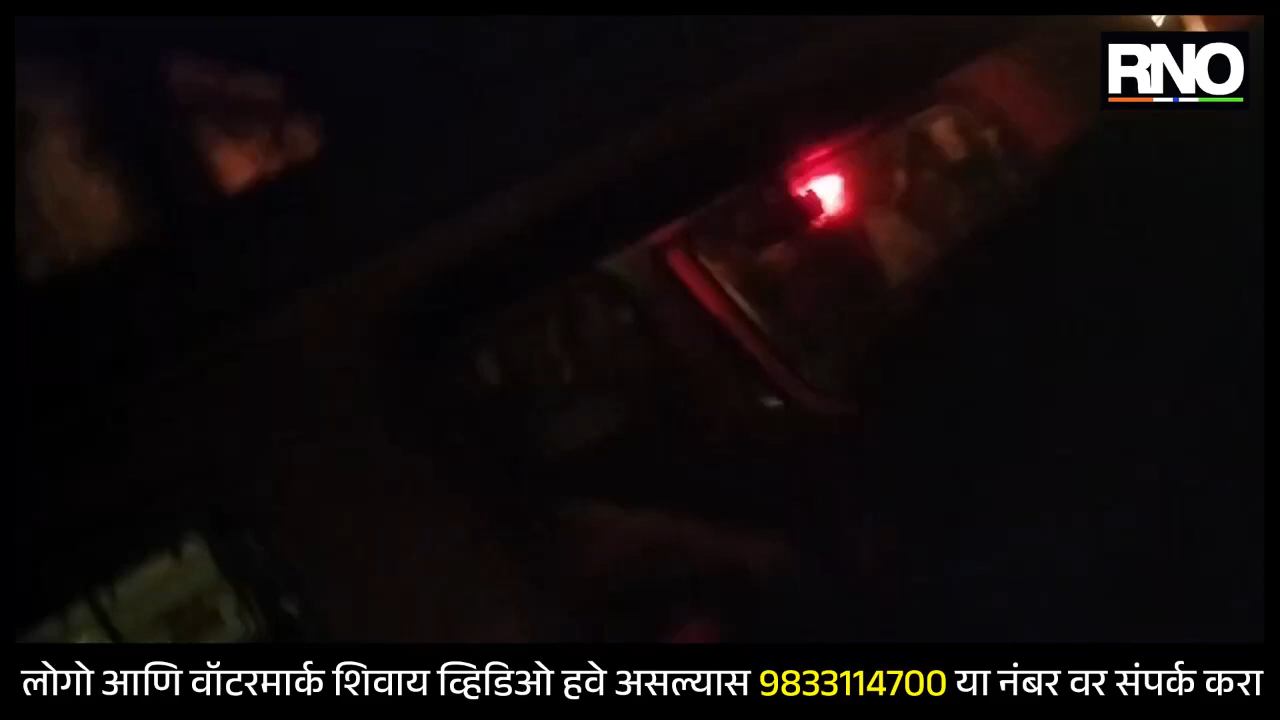 RNO
लोगो आणि वॉटरमार्क शिवाय व्हिडिओ हवे असल्यास 9833114700 या नंबर वर संपर्क करा